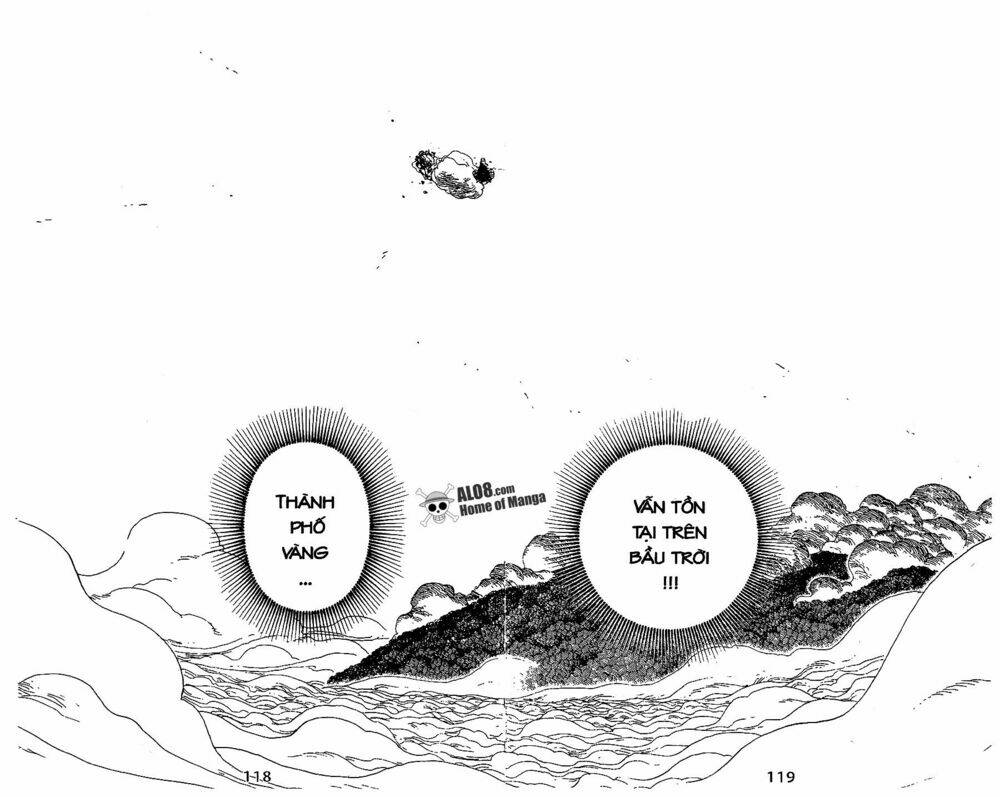 THÀNH
PHỐ
VÀNG
...
ALO8.com
Home of Manga
VẪN TỒN
TẠI TRÊN
BẦU TRỜI
!!!
118
119